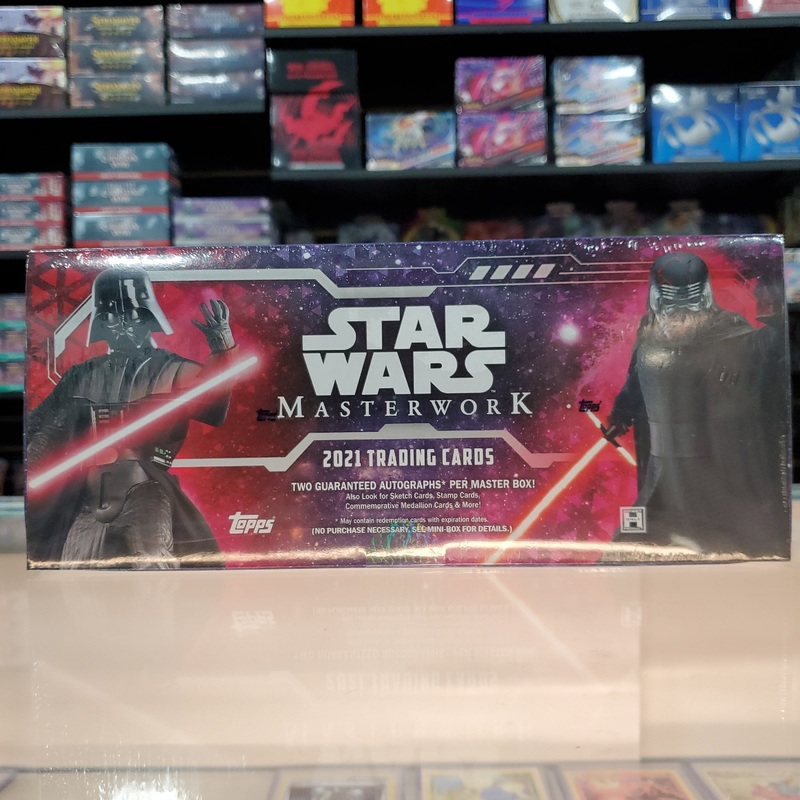 STAR
WARS
MASTERWORK
Topps
Topps
2021 TRADING CARDS
TWO GUARANTEED AUTOGRAPHS* PER MASTER BOX!
Also Look for Sketch Cards, Stamp Cards,
Commemorative Medallion Cards & More!
* May contain redemption cards with expiration dates.
(NO PURCHASE NECESSARY. SEE MINI-BOX FOR DETAILS.)
Topps
H